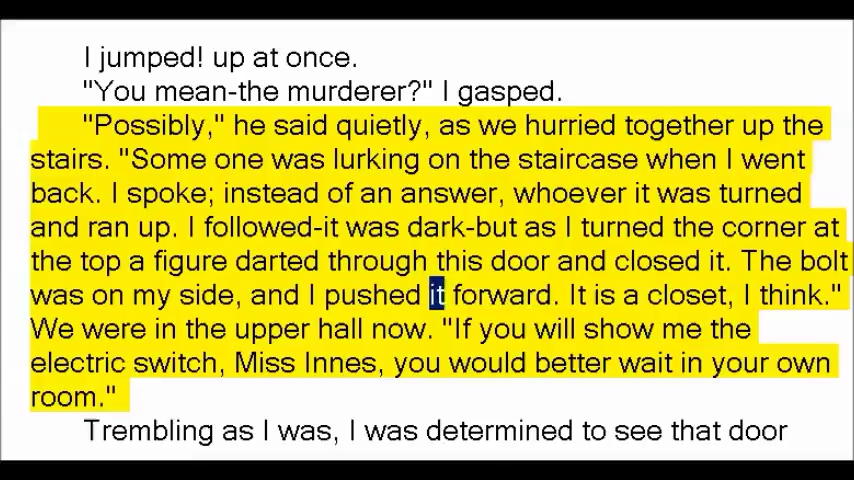 I jumped! up at once.
"You mean-the murderer?" I gasped.
"Possibly," he said quietly, as we hurried together up the
stairs. "Some one was lurking on the staircase when I went
back. I spoke; instead of an answer, whoever it was turned
and ran up. I followed-it was dark-but as I turned the corner at
the top a figure darted through this door and closed it. The bolt
was on my side, and I pushed it forward. It is a closet, I think."
We were in the upper hall now. "If you will show me the
electric switch, Miss Innes, you would better wait in your own
room."
Trembling as I was, I was determined to see that door